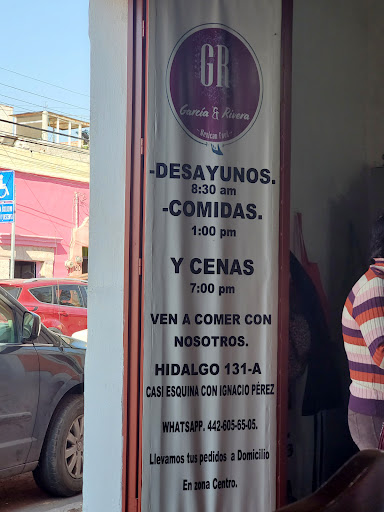 GR
García & Rivera
-DESAYUNOS.
8:30 am
-COMIDAS.
1:00 pm
Y CENAS
7:00 pm
VEN A COMER CON
NOSOTROS.
HIDALGO 131-A
CASI ESQUINA CON IGNACIO PÉREZ
WHATSAPP. 442-605-65-05.
Llevamos tus pedidos a Domicilio
En zona Centro.